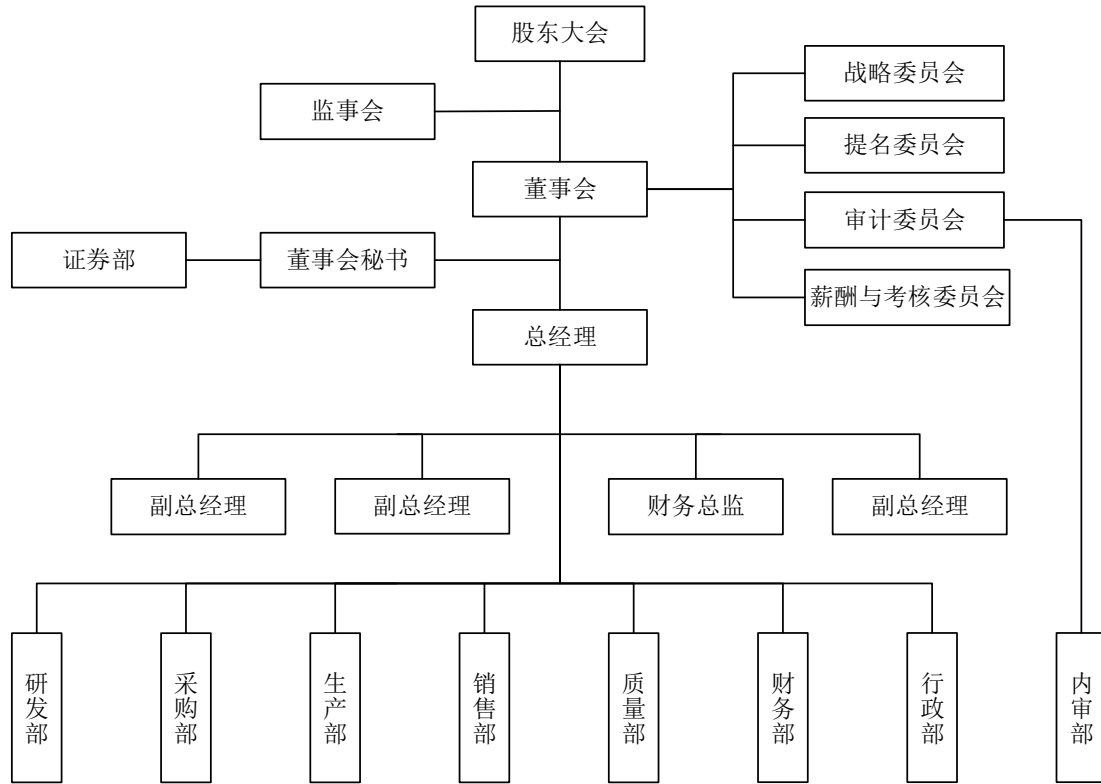 股东大会
战略委员会
监事会
提名委员会
董事会
审计委员会
证券部
董事会秘书
薪酬与考核委员会
总经理
副总经理
副总经理
财务总监
副总经理
研发部
采购部
生产部
销售部
质量部
财务部
行政部
内审部